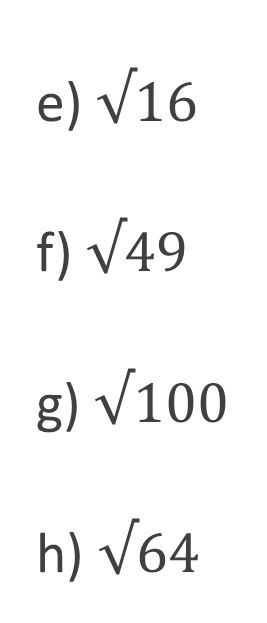 e) √16
f) √49
g) √100
h) √64